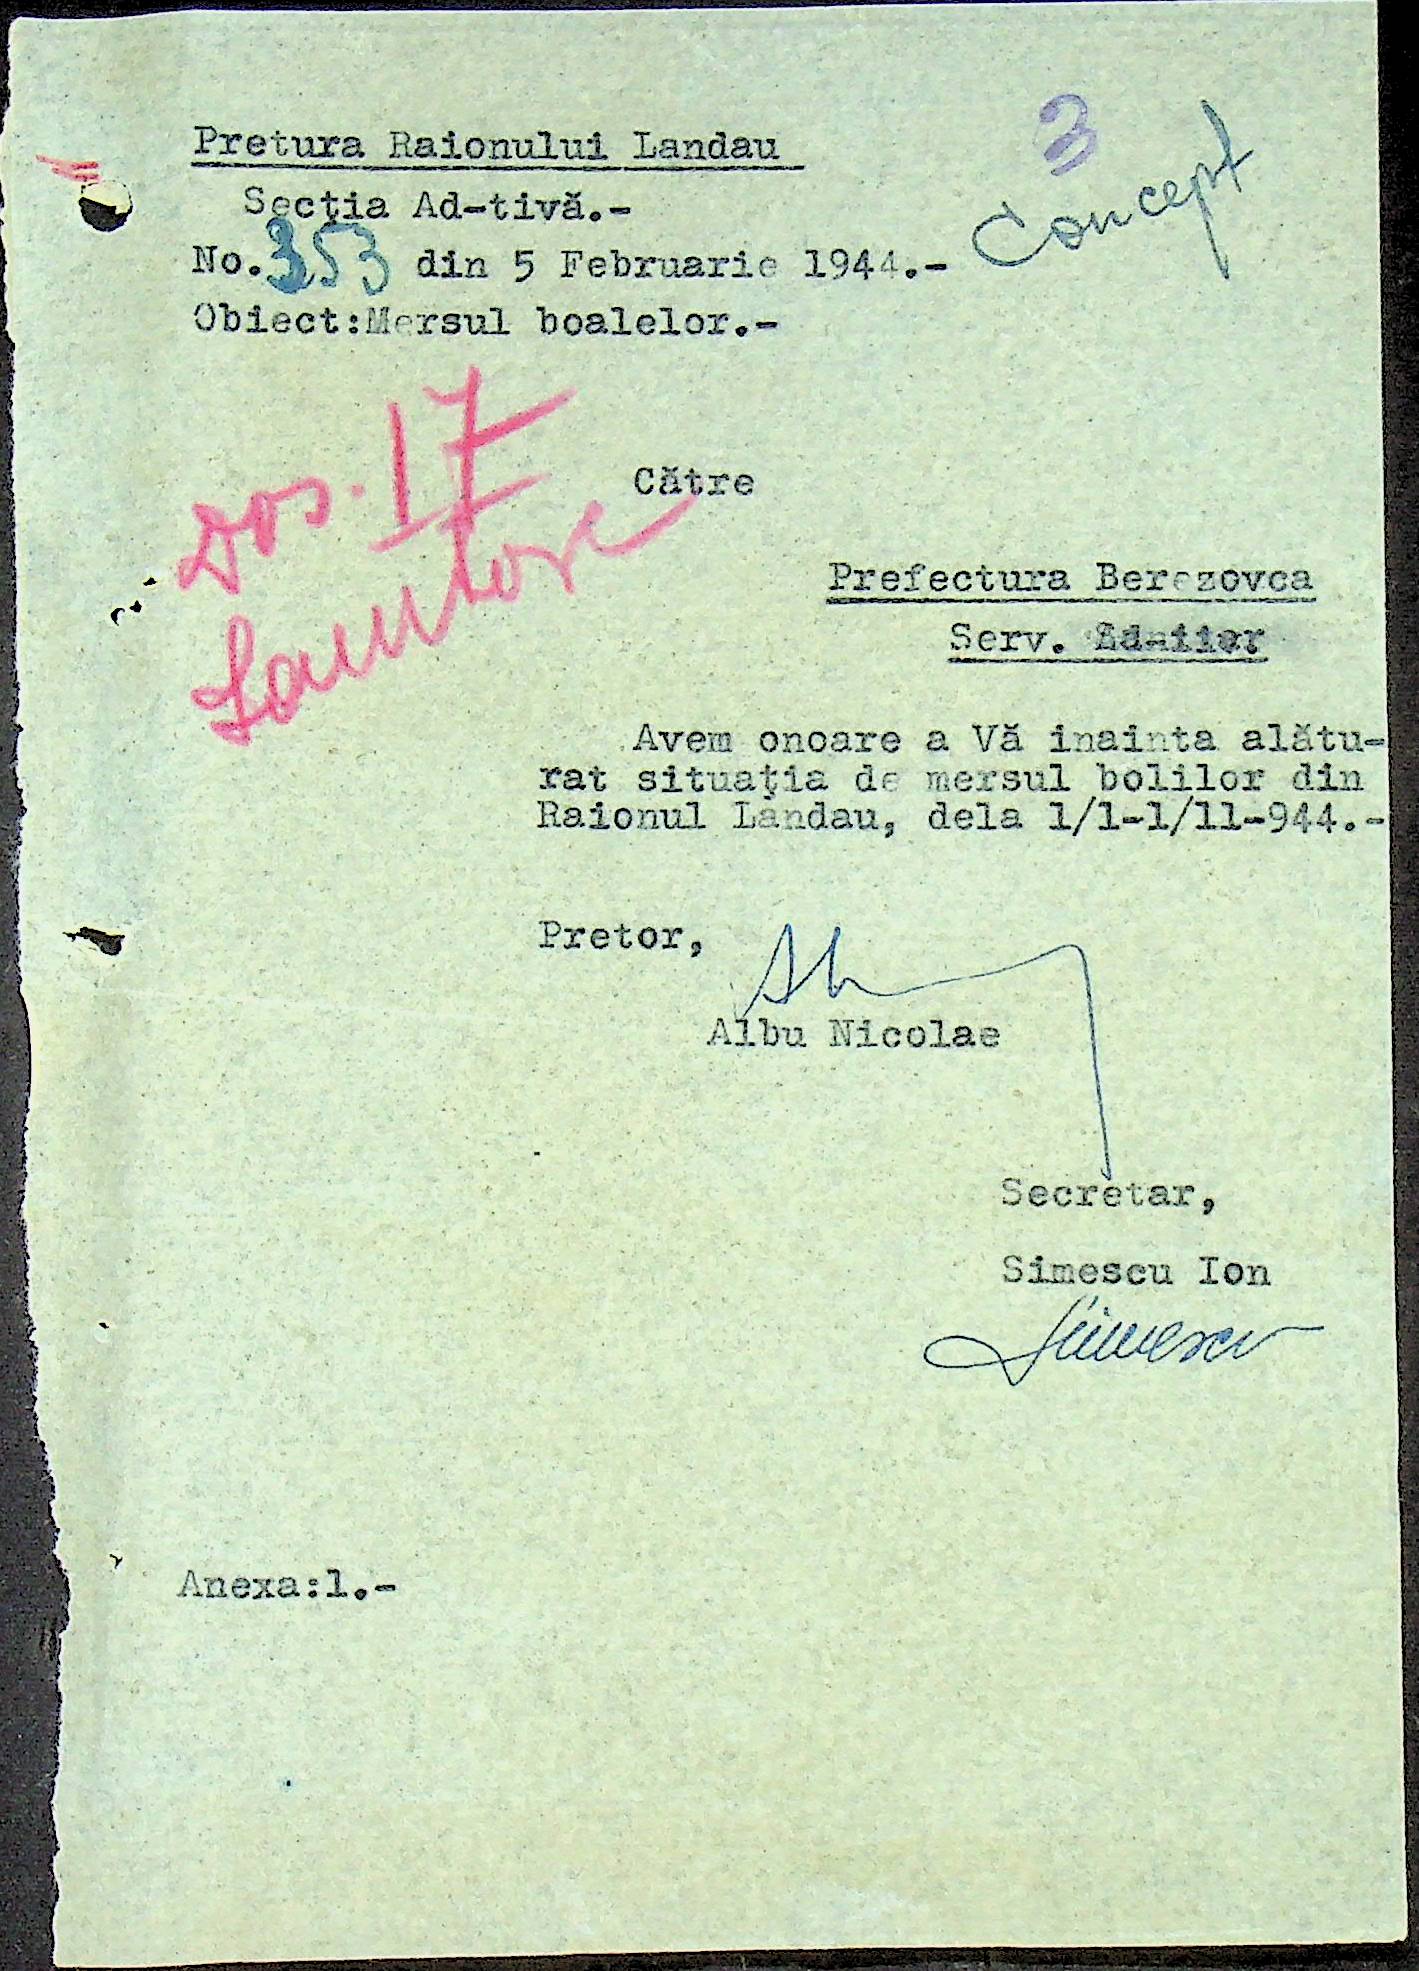 3
Concept
Pretura Raionului Landau
Secţia Ad-tivă.-
No. 353 din 5 Februarie 1944.-
Obiect:Mersul boalelor.-
Dos. 17
Către
Prefectura Berezovca
Serv.
Avem onoare a Vă inainta alătu-
rat situaţia de mersul bolilor din
Raionul Landau, dela 1/1-1/11-944.-
Pretor,
Albu Nicolae
Secretar,
Simescu Ion
Simescu
Anexa:1.-